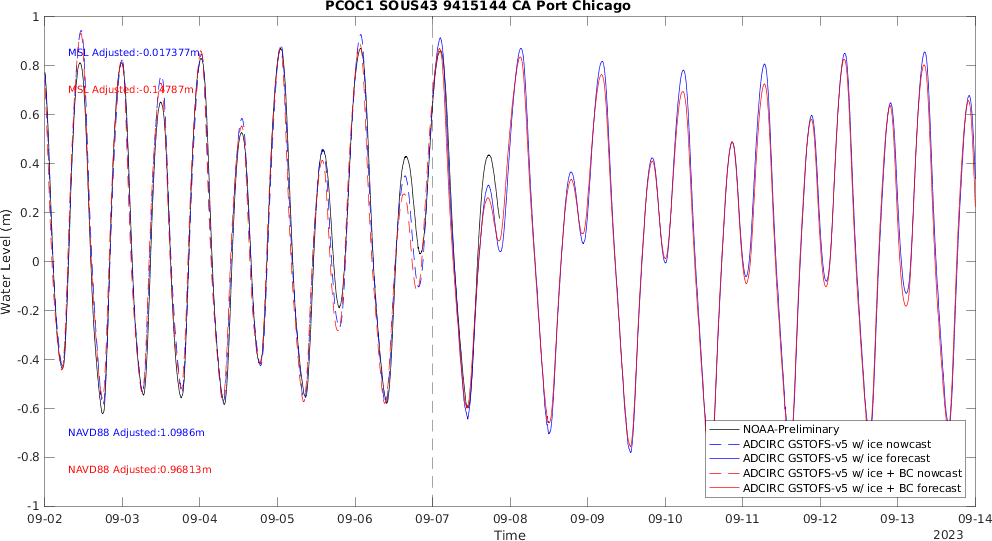 PCOC1 SOUS43 9415144 CA Port Chicago
1
0.8
0.6
0.4
0.2
0
-0.2
-0.4
-0.6
-0.8
-1
Water Level (m)
MSL Adjusted:-0.017377m
MSL Adjusted:-0.14787m
NAVD88 Adjusted:1.0986m
NAVD88 Adjusted:0.96813m
NOAA-Preliminary
ADCIRC GSTOFS-v5 w/ ice nowcast
ADCIRC GSTOFS-v5 w/ ice forecast
ADCIRC GSTOFS-v5 w/ ice + BC nowcast
ADCIRC GSTOFS-v5 w/ ice + BC forecast
09-02 09-03 09-04 09-05 09-06 09-07 09-08 09-09 09-10 09-11 09-12 09-13 09-14
Time
2023